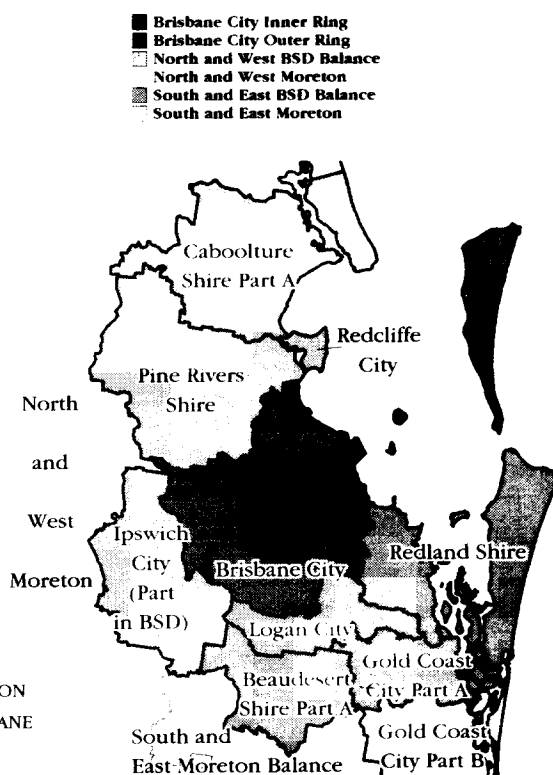 Brisbane City Inner Ring
Brisbane City Outer Ring
North and West BSD Balance
North and West Moreton
South and East BSD Balance
South and East Moreton
Caboolture
Shire Part A
Redcliffe
City
Pine Rivers
Shire
North
and
West
Moreton
Ipswich
City
(Part
in BSD)
Brisbane City
Redland Shire
Logan City
Gold Coast
City Part A
Beaudesert
Shire Part A
ON
ANE
South and
East Moreton Balance
Gold Coast
City Part B